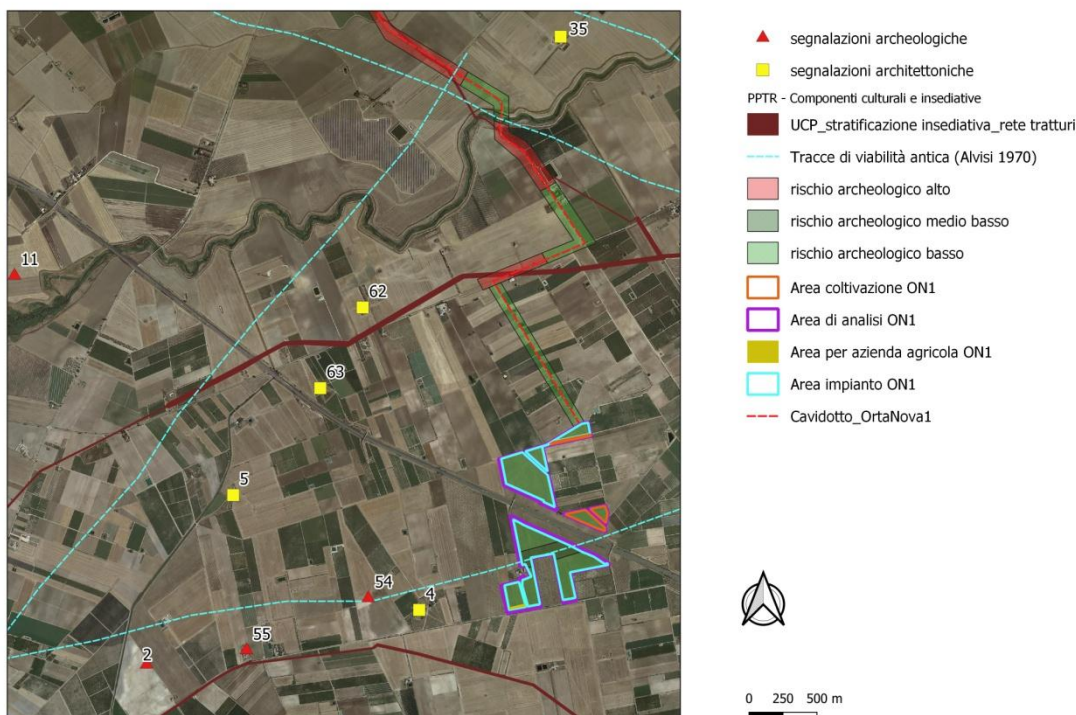 35
11
62
63
5
54
4
55
2
segnalazioni archeologiche
segnalazioni architettoniche
PPTR - Componenti culturali e insediative
UCP_stratificazione insediativa_rete tratturi
Tracce di viabilità antica (Alvisi 1970)
rischio archeologico alto
rischio archeologico medio basso
rischio archeologico basso
Area coltivazione ON1
Area di analisi ON1
Area per azienda agricola ON1
Area impianto ON1
Cavidotto_OrtaNova1
0 250 500 m